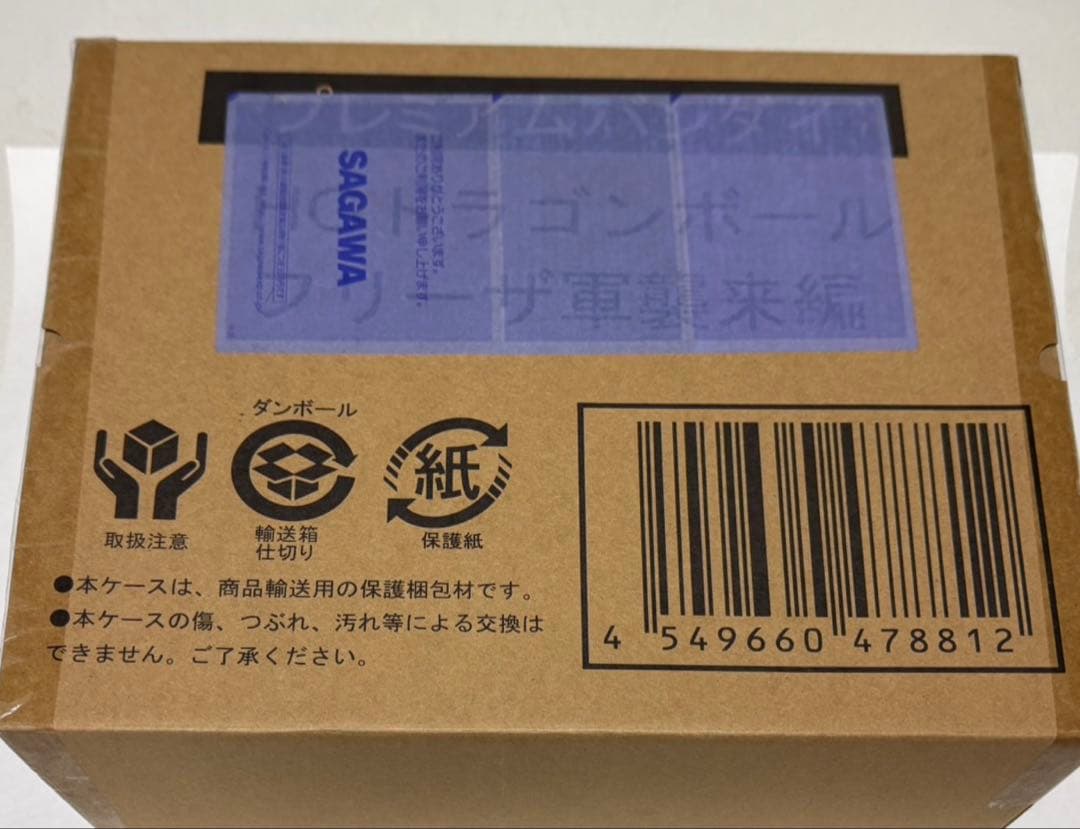 プレミアムバンダイ
HGドラゴンボール
フリーザ軍襲来編
SAGAWA
ダンボール
取扱注意
輸送箱
仕切り
紙
保護紙
●本ケースは、商品輸送用の保護梱包材です。
●本ケースの傷、つぶれ、汚れ等による交換は
できません。ご了承ください。
4 549660 478812